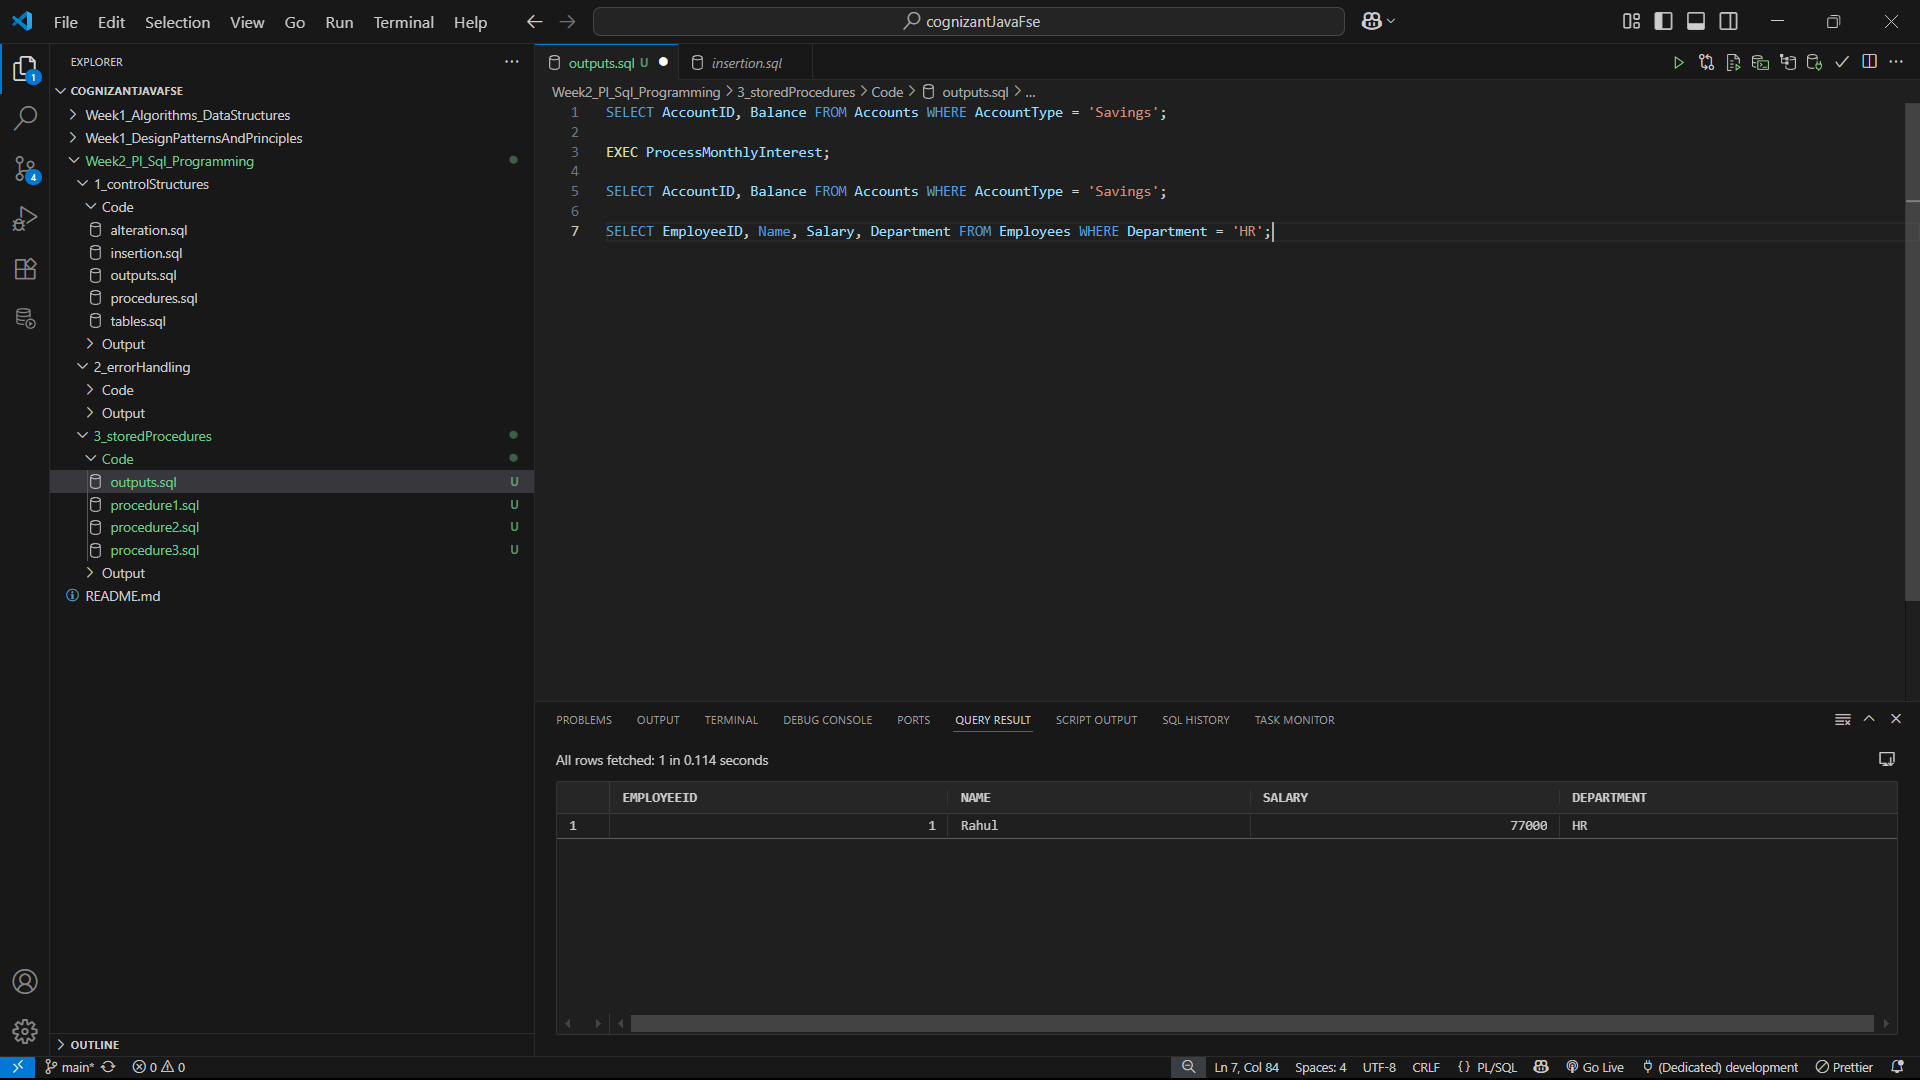 File Edit Selection View Go Run Terminal Help cognizantJavaFse
EXPLORER
1
COGNIZANTJAVAFSE
Week1_Algorithms_DataStructures
Week1_DesignPatternsAndPrinciples
Week2_Pl_Sql_Programming
4
1_controlStructures
Code
alteration.sql
insertion.sql
outputs.sql
procedures.sql
tables.sql
Output
2_errorHandling
Code
Output
3_storedProcedures
Code
outputs.sql U
procedure1.sql U
procedure2.sql U
procedure3.sql U
Output
README.md
OUTLINE
outputs.sql U insertion.sql
Week2_Pl_Sql_Programming > 3_storedProcedures > Code > outputs.sql > ...
1 SELECT AccountID, Balance FROM Accounts WHERE AccountType = 'Savings';
2
3 EXEC ProcessMonthlyInterest;
4
5 SELECT AccountID, Balance FROM Accounts WHERE AccountType = 'Savings';
6
7 SELECT EmployeeID, Name, Salary, Department FROM Employees WHERE Department = 'HR';
PROBLEMS OUTPUT TERMINAL DEBUG CONSOLE PORTS QUERY RESULT SCRIPT OUTPUT SQL HISTORY TASK MONITOR
All rows fetched: 1 in 0.114 seconds
EMPLOYEEID NAME SALARY DEPARTMENT
1 1 Rahul 77000 HR
main* 0 0 Ln 7, Col 84 Spaces: 4 UTF-8 CRLF {} PL/SQL Go Live (Dedicated) development Prettier